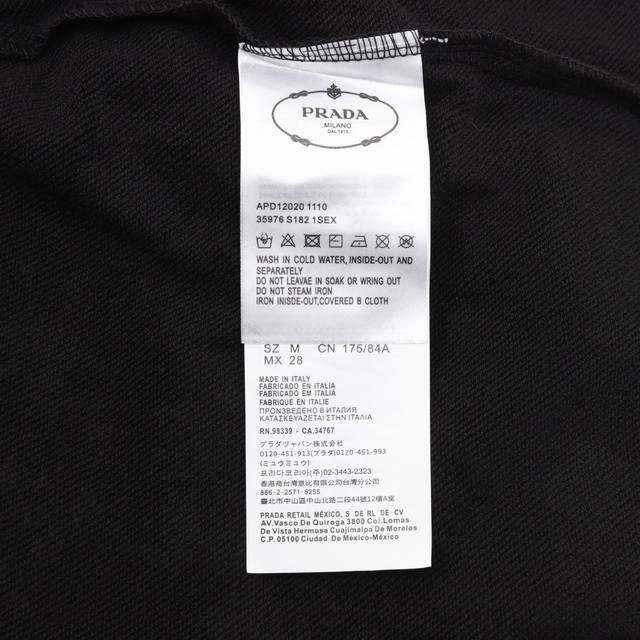 PRADA
MILANO
DAL 1913
APD12020 1110
35976 S182 1SEX
WASH IN COLD WATER, INSIDE-OUT AND
SEPARATELY
DO NOT LEAVE IN SOAK OR WRING OUT
DO NOT STEAM IRON
IRON INISDE-OUT,COVERED B CLOTH
SZ M CN 175/84A
MX 28
MADE IN ITALY
FABRICADO EN ITALIA
FABRICADO EM ITALIA
FABRIQUÉ EN ITALIE
ПРОNЗВЕДЕНО В ИТАЛИЯ
ΚΑΤΑΣΚΕΥΑΖΕΤΑΙ ΣΤΗΝ ΙΤΑΛΙΑ
RN.98339 - CA.34767
プラダジャパン株式会社
0120-451-913(プラダ)0120-451-993
(ミュウミュウ)
프라다코리아(주)02-3443-2323
香港商台灣意比有限公司台灣分公司
886-2-2571-5255
臺北市中山區中山北路二段44號12樓A室
PRADA RETAIL MÉXICO, S DE RL DE CV
AV.Vasco De Quiroga 3800 Col.Lomas
De Vista Hermosa Cuajimalpa De Morelos
C.P. 05100 Ciudad De México-México